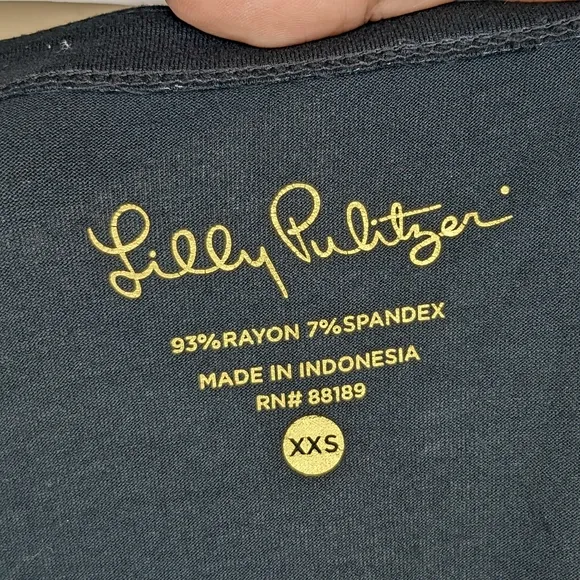 Lilly Pulitzer
93%RAYON 7%SPANDEX
MADE IN INDONESIA
RN# 88189
XXS